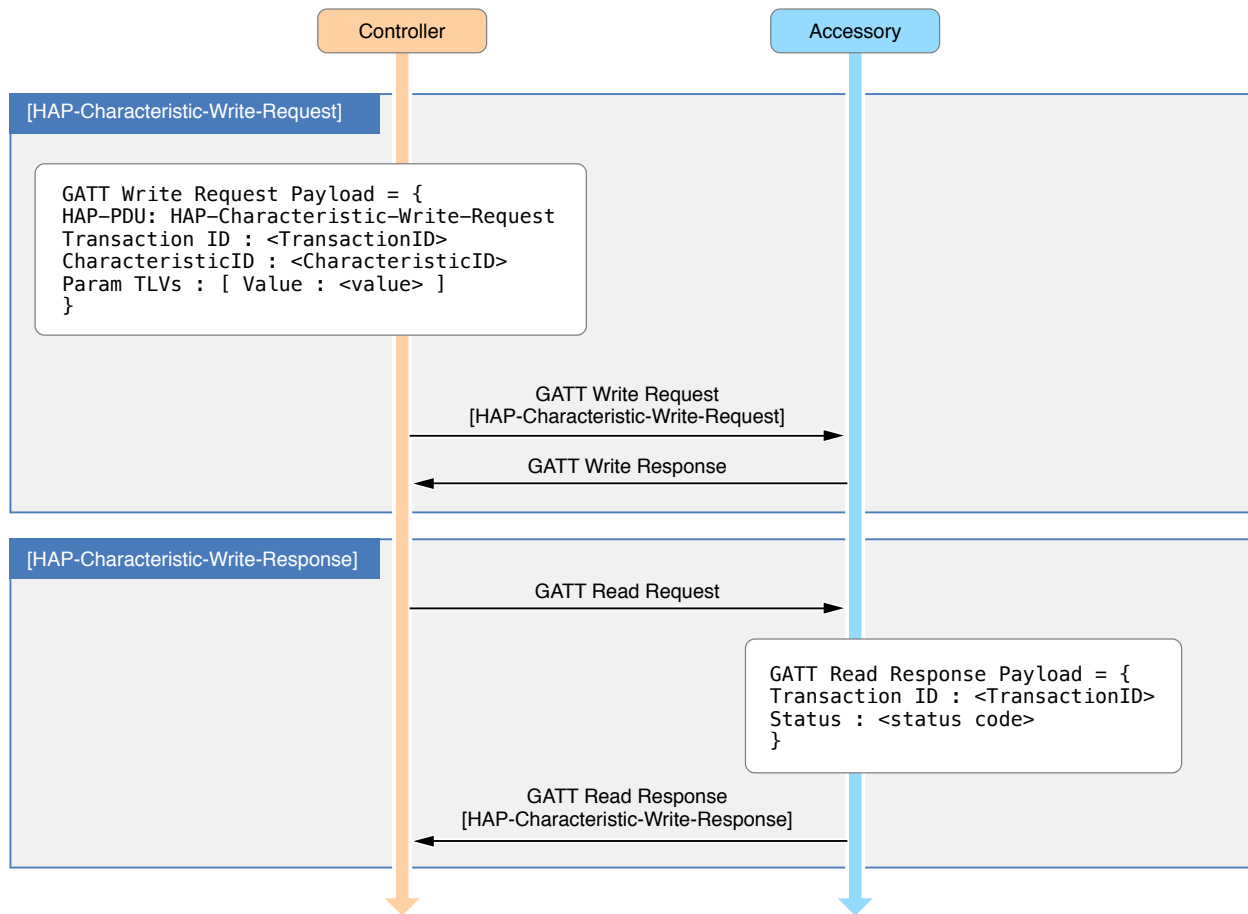 Controller
Accessory
[HAP-Characteristic-Write-Request]
GATT Write Request Payload = {
HAP–PDU: HAP–Characteristic–Write–Request
Transaction ID : <TransactionID>
CharacteristicID : <CharacteristicID>
Param TLVs : [ Value : <value> ]
}
GATT Write Request
[HAP-Characteristic-Write-Request]
GATT Write Response
[HAP-Characteristic-Write-Response]
GATT Read Request
GATT Read Response Payload = {
Transaction ID : <TransactionID>
Status : <status code>
}
GATT Read Response
[HAP-Characteristic-Write-Response]